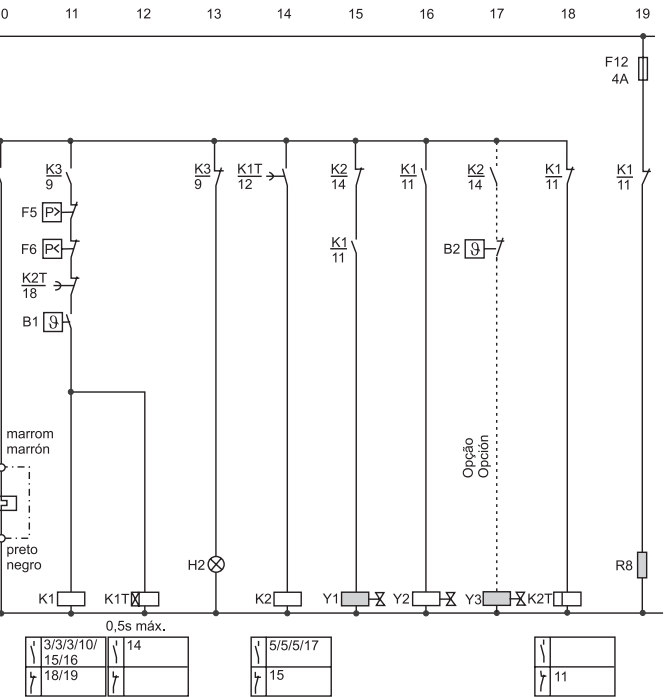 0 11 12 13 14 15 16 17 18 19
F12
4A
K3
9
K3
9
K1T
12
K2
14
K1
11
K2
14
K1
11
K1
11
F5 P>
F6 P<
K1
11
B2 ϑ
K2T
18
B1 ϑ
marrom
marrón
Opção
Opción
preto
negro
H2
R8
K1 K1T K2 Y1 Y2 Y3 K2T
0,5s máx.
3/3/3/10/
15/16
18/19
14
5/5/5/17
15
11